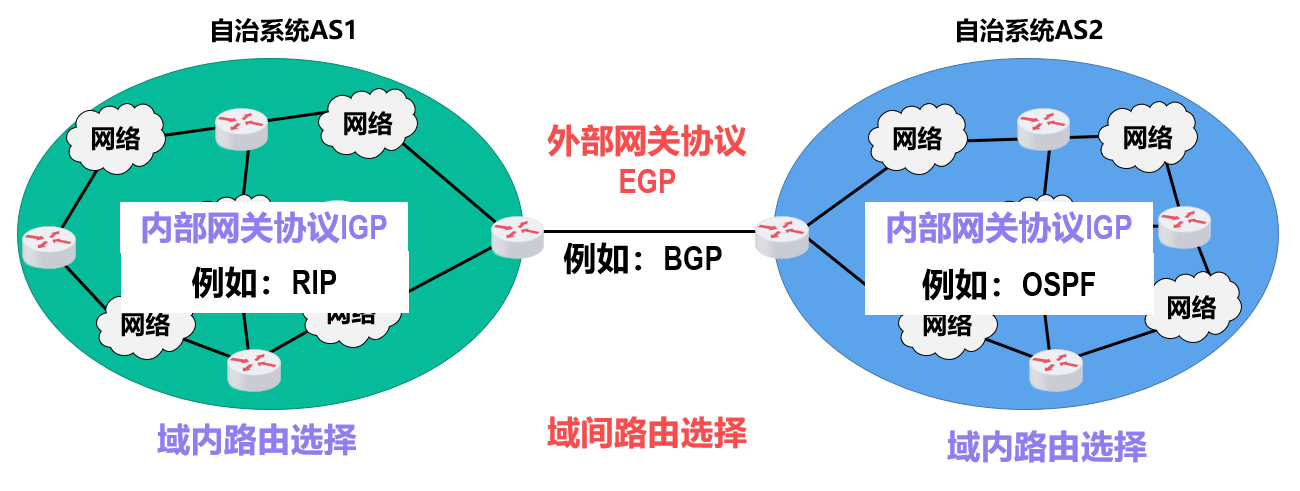 自治系统AS1
自治系统AS2
网络
网络
网络
网络
外部网关协议
EGP
内部网关协议IGP
例如：RIP
例如：BGP
内部网关协议IGP
例如：OSPF
网络
网络
网络
网络
域内路由选择
域间路由选择
域内路由选择